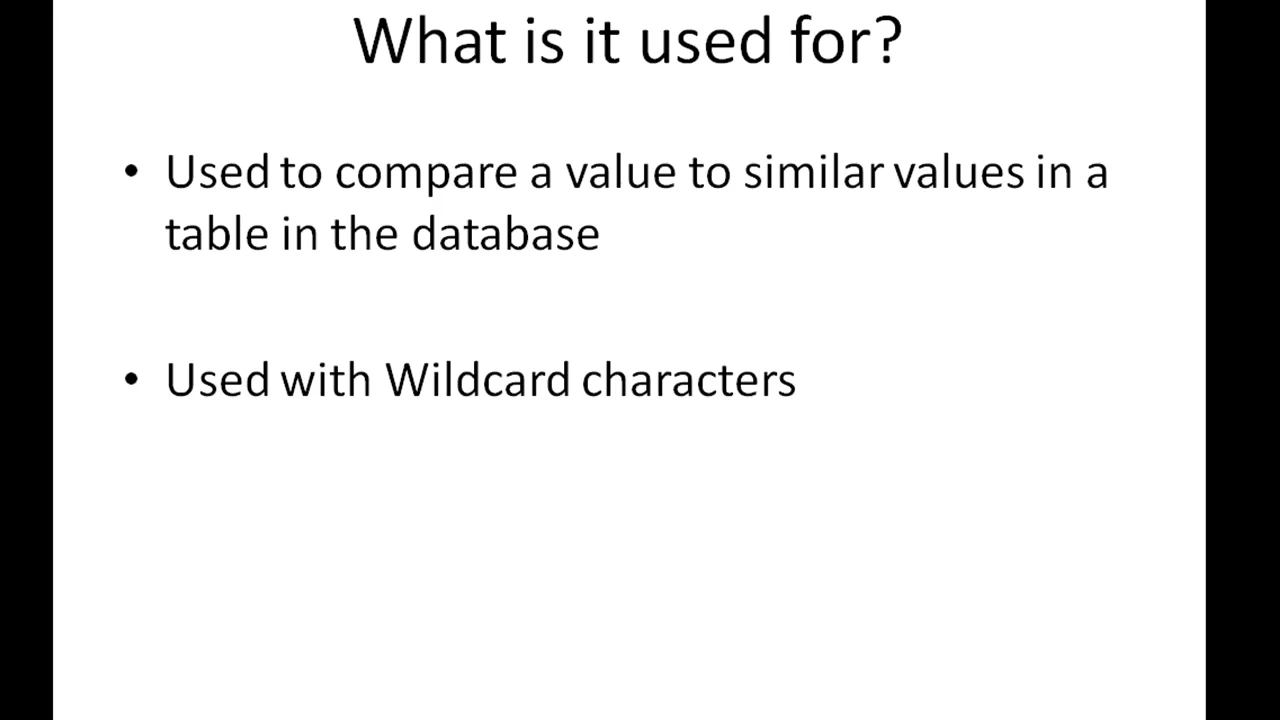 What is it used for?
• Used to compare a value to similar values in a
table in the database
• Used with Wildcard characters